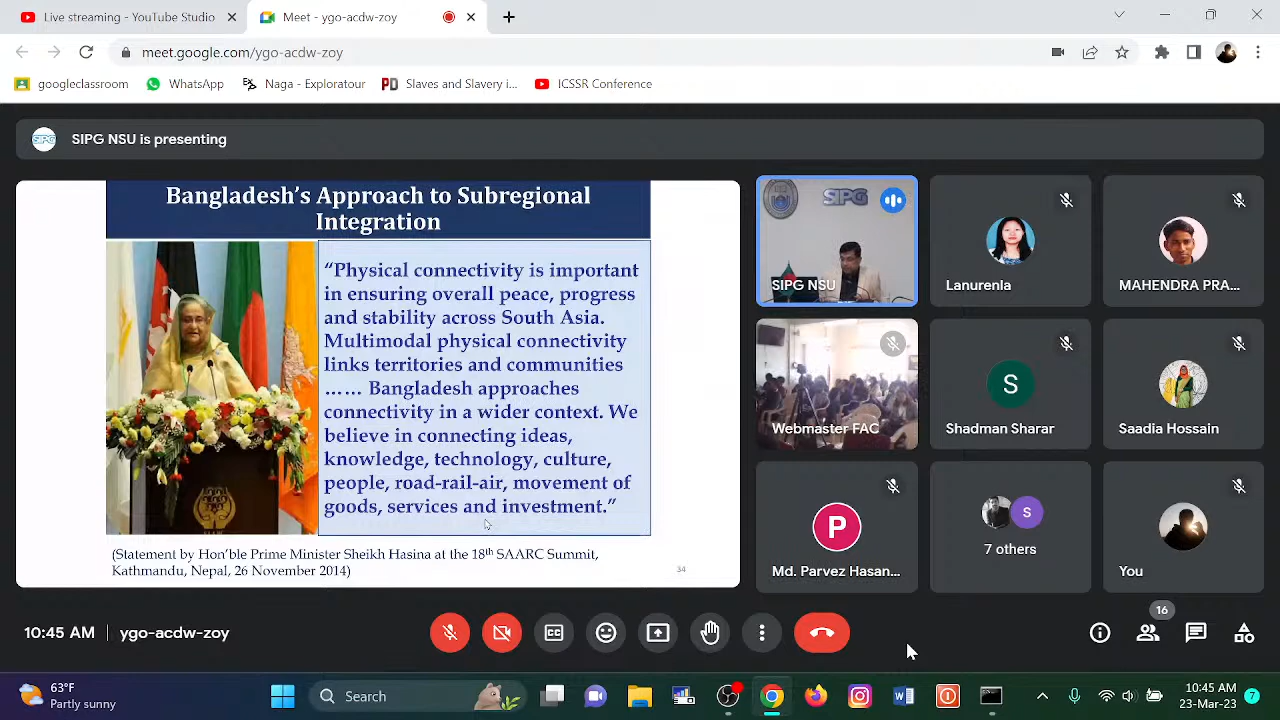 Live streaming - YouTube Studio
Meet - ygo-acdw-zoy
meet.google.com/ygo-acdw-zoy
googleclassroom
WhatsApp
Naga - Exploratour
PD
Slaves and Slavery i...
ICSSR Conference
SIPG NSU is presenting
Bangladesh's Approach to Subregional
Integration
“Physical connectivity is important
in ensuring overall peace, progress
and stability across South Asia.
Multimodal physical connectivity
links territories and communities
…… Bangladesh approaches
connectivity in a wider context. We
believe in connecting ideas,
knowledge, technology, culture,
people, road-rail-air, movement of
goods, services and investment.”
(Statement by Hon'ble Prime Minister Sheikh Hasina at the 18th SAARC Summit,
Kathmandu, Nepal, 26 November 2014)
34
SIPG
SIPG NSU
Lanurenla
MAHENDRA PRA...
Webmaster FAC
S
Shadman Sharar
Saadia Hossain
P
Md. Parvez Hasan...
S
7 others
You
10:45 AM
ygo-acdw-zoy
16
63°F
Partly sunny
Search
10:45 AM
23-Mar-23
7